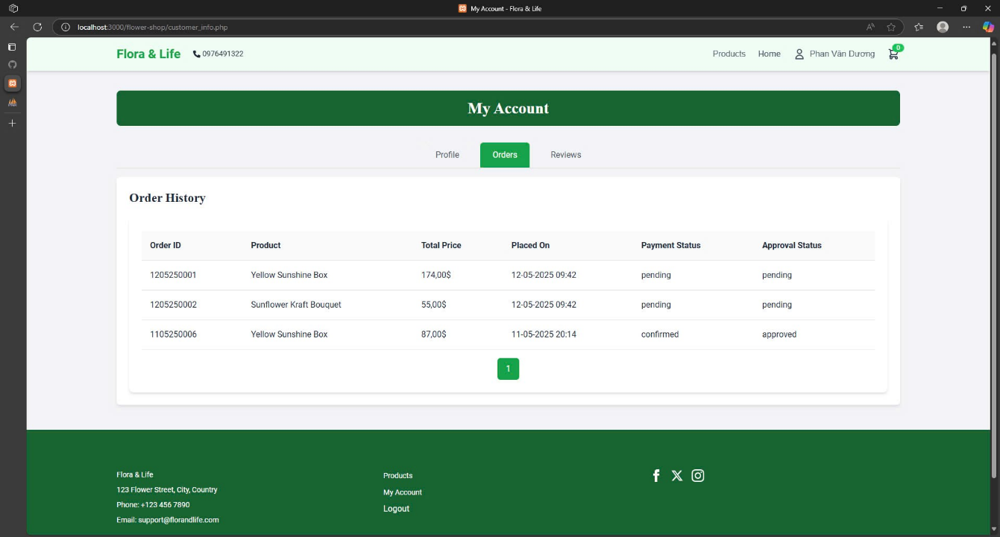 My Account - Flora & Life
localhost:3000/flower-shop/customer_info.php
Flora & Life
0976491322
Products
Home
Phan Văn Dương
0
My Account
Profile
Orders
Reviews
Order History
Order ID Product Total Price Placed On Payment Status Approval Status
1205250001 Yellow Sunshine Box 174,00$ 12-05-2025 09:42 pending pending
1205250002 Sunflower Kraft Bouquet 55,00$ 12-05-2025 09:42 pending pending
1105250006 Yellow Sunshine Box 87,00$ 11-05-2025 20:14 confirmed approved
1
Flora & Life
123 Flower Street, City, Country
Phone: +123 456 7890
Email: support@florandlife.com
Products
My Account
Logout